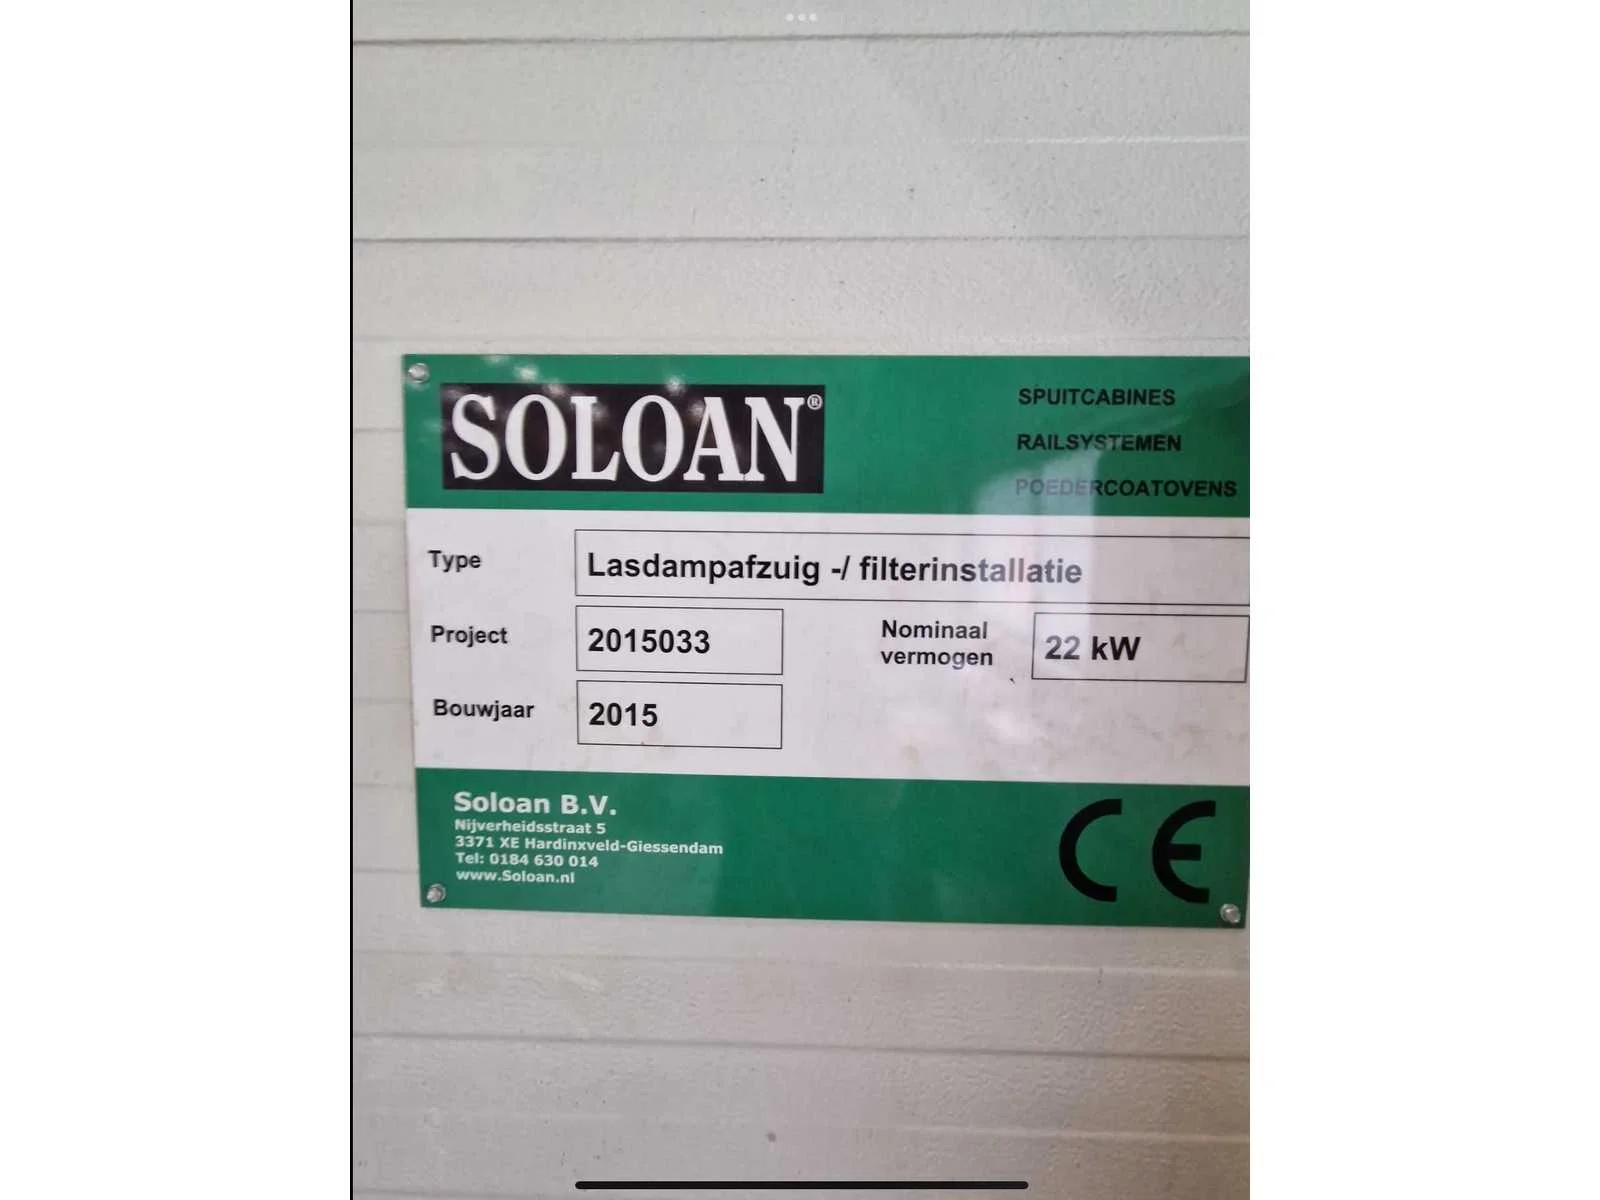 SOLOAN®
SPUITCABINES
RAILSYSTEMEN
POEDERCOATOVENS
Type Lasdampafzuig -/ filterinstallatie
Project 2015033
Nominaal vermogen 22 kW
Bouwjaar 2015
Soloan B.V.
Nijverheidsstraat 5
3371 XE Hardinxveld-Giessendam
Tel: 0184 630 014
www.Soloan.nl
CE